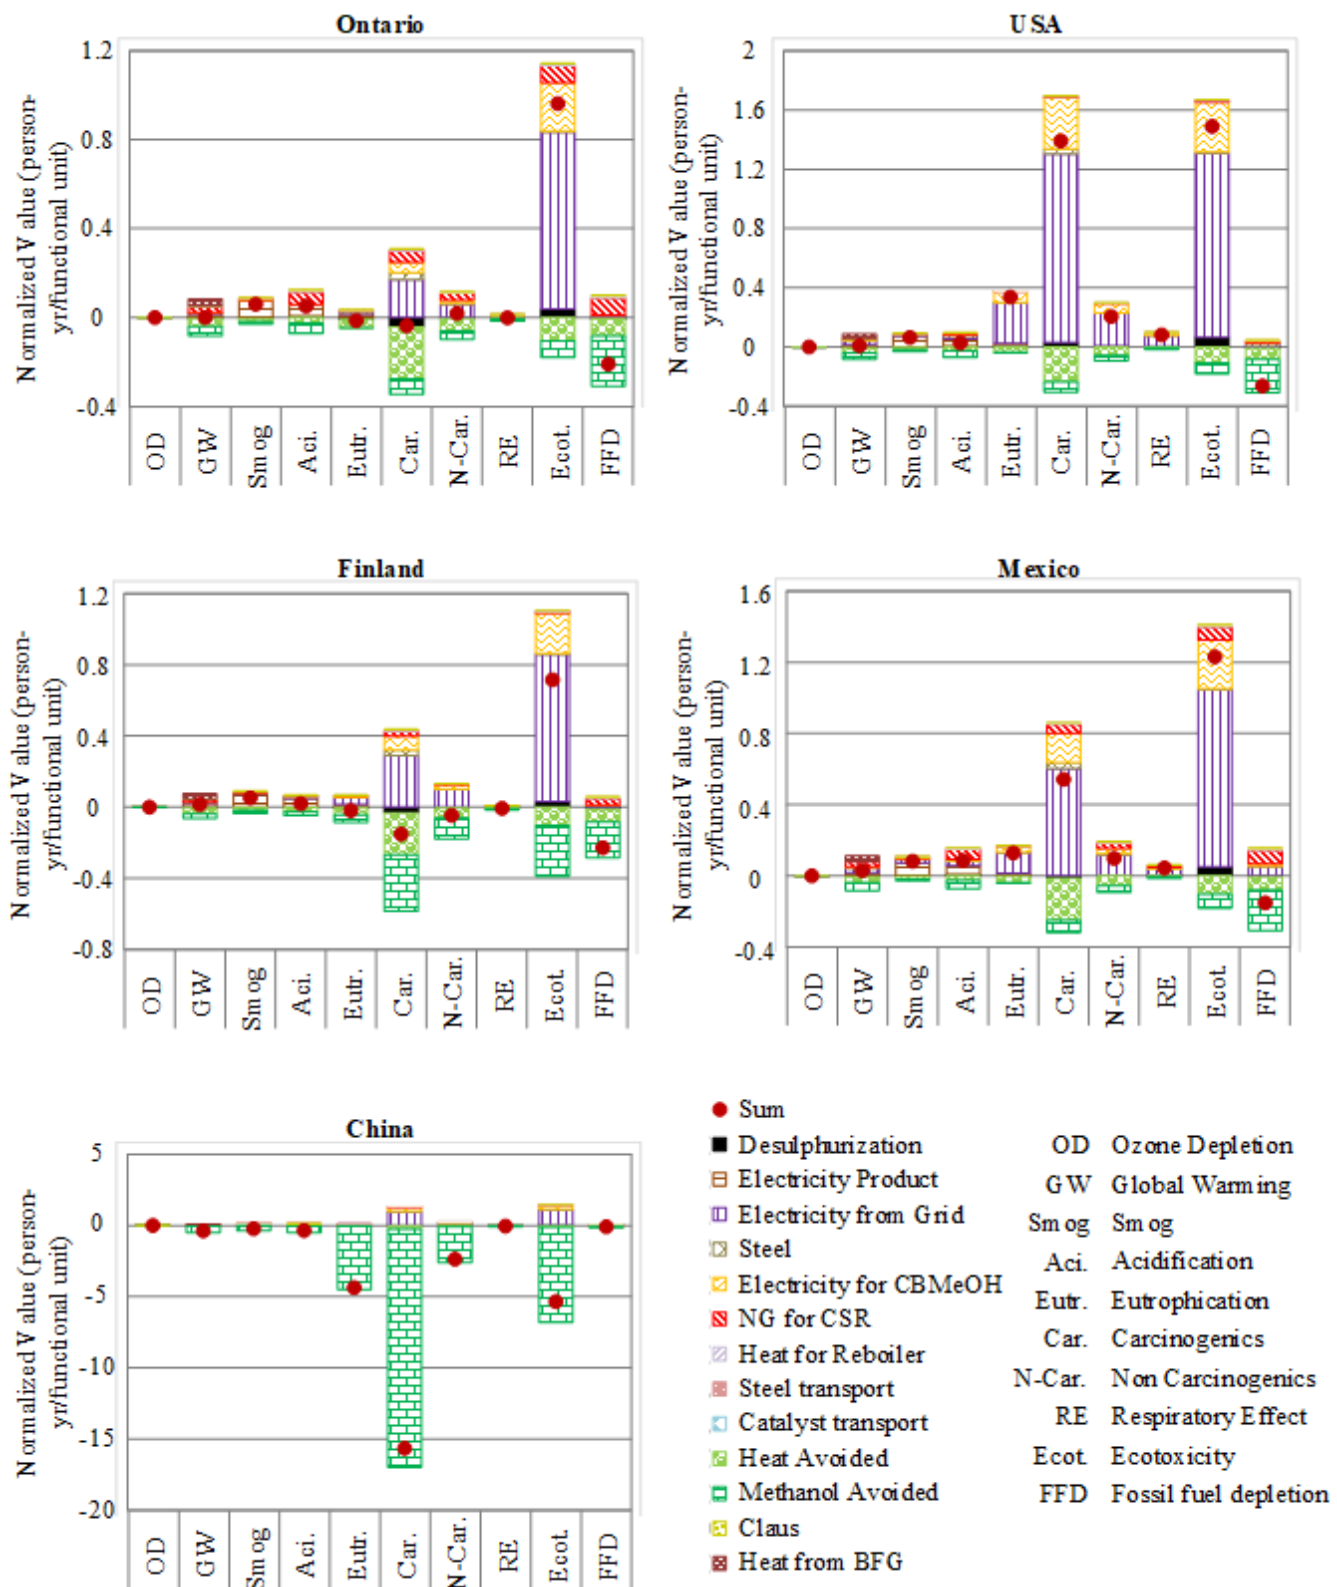 Ontario
Normalized Value (person-
yr/functional unit)
1.2
0.8
0.4
0
-0.4
OD
GW
Smog
Aci.
Eutr.
Car.
N-Car.
RE
Ecot.
FFD
USA
Normalized Value (person-
yr/functional unit)
2
1.6
1.2
0.8
0.4
0
-0.4
OD
GW
Smog
Aci.
Eutr.
Car.
N-Car.
RE
Ecot.
FFD
Finland
Normalized Value (person-
yr/functional unit)
1.2
0.8
0.4
0
-0.4
-0.8
OD
GW
Smog
Aci.
Eutr.
Car.
N-Car.
RE
Ecot.
FFD
Mexico
Normalized Value (person-
yr/functional unit)
1.6
1.2
0.8
0.4
0
-0.4
OD
GW
Smog
Aci.
Eutr.
Car.
N-Car.
RE
Ecot.
FFD
China
Normalized Value (person-
yr/functional unit)
5
0
-5
-10
-15
-20
OD
GW
Smog
Aci.
Eutr.
Car.
N-Car.
RE
Ecot.
FFD
Sum
Desulphurization
Electricity Product
Electricity from Grid
Steel
Electricity for CBMeOH
NG for CSR
Heat for Reboiler
Steel transport
Catalyst transport
Heat Avoided
Methanol Avoided
Claus
Heat from BFG
OD Ozone Depletion
GW Global Warming
Smog Smog
Aci. Acidification
Eutr. Eutrophication
Car. Carcinogenics
N-Car. Non Carcinogenics
RE Respiratory Effect
Ecot. Ecotoxicity
FFD Fossil fuel depletion